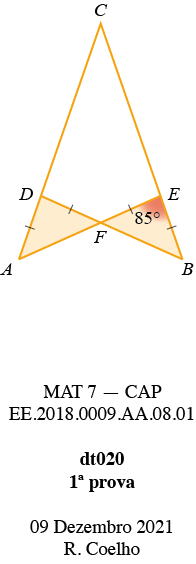 C
D
E
85°
F
A
B
MAT 7 — CAP
EE.2018.0009.AA.08.01
dt020
1ª prova
09 Dezembro 2021
R. Coelho